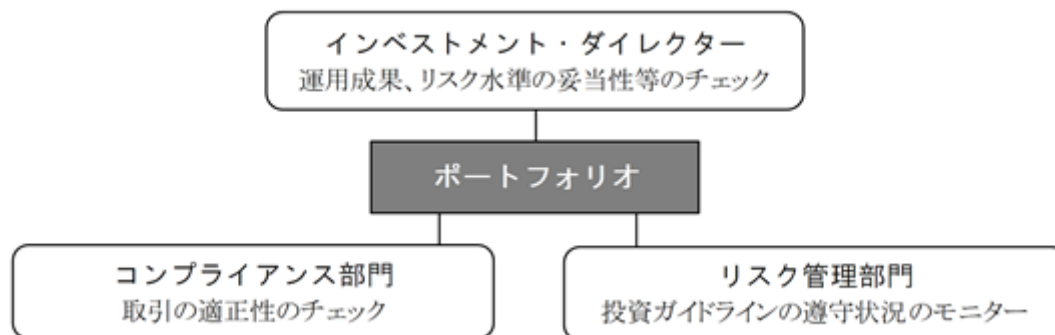 インベストメント・ダイレクター
運用成果、リスク水準の妥当性等のチェック
ポートフォリオ
コンプライアンス部門
取引の適正性のチェック
リスク管理部門
投資ガイドラインの遵守状況のモニター